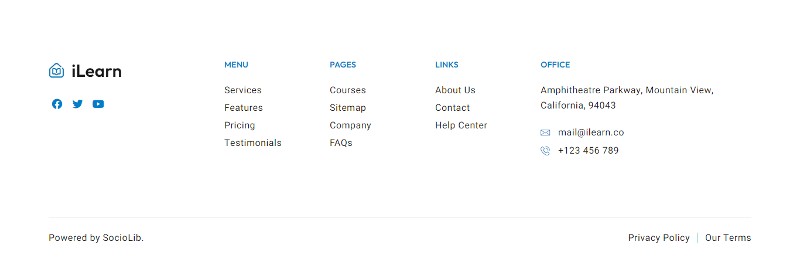 iLearn
MENU
Services
Features
Pricing
Testimonials
PAGES
Courses
Sitemap
Company
FAQs
LINKS
About Us
Contact
Help Center
OFFICE
Amphitheatre Parkway, Mountain View,
California, 94043
mail@ilearn.co
+123 456 789
Powered by SocioLib.
Privacy Policy
Our Terms